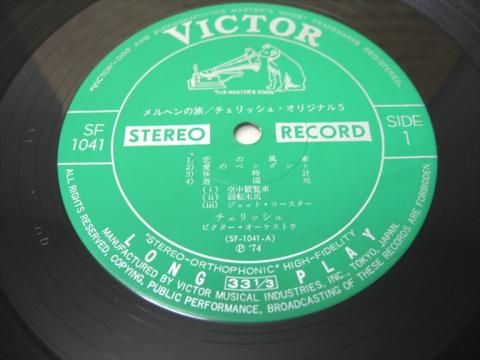 "VICTOR-DOG AND PICTURE-"HIS MASTER'S VOICE" TRADEMARKS REGISTERED.
VICTOR
"HIS MASTER'S VOICE"
メルヘンの旅/チェリッシュ・オリジナル5
SF
1041
SIDE
1
STEREO RECORD
1) 恋の風車
2) 愛のペンダント
3) 旅時計
4) 遊園地
(i) 空中観覧車
(ii) 回転木馬
(iii) ジェット・コースター
チェリッシュ
ビクター・オーケストラ
(SF-1041-A)
Ⓟ '74
"STEREO-ORTHOPHONIC" HIGH-FIDELITY
LONG 33 1/3 PLAY
ALL RIGHTS RESERVED, COPYING, PUBLIC PERFORMANCE, BROADCASTING OF THESE RECORDS ARE FORBIDDEN.
MANUFACTURED BY VICTOR MUSICAL INDUSTRIES, INC., TOKYO, JAPAN.